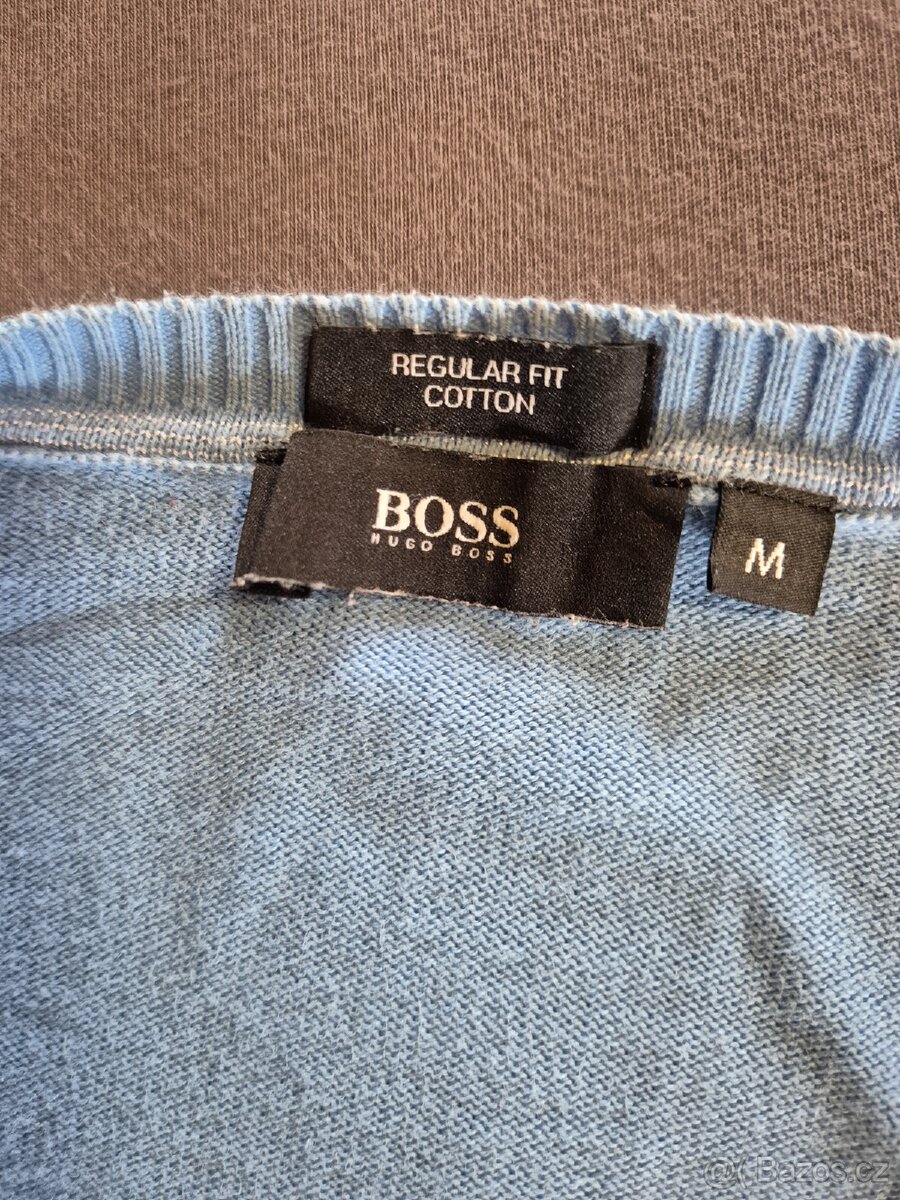 REGULAR FIT
COTTON
BOSS
HUGO BOSS
M
@( Bazos.cz